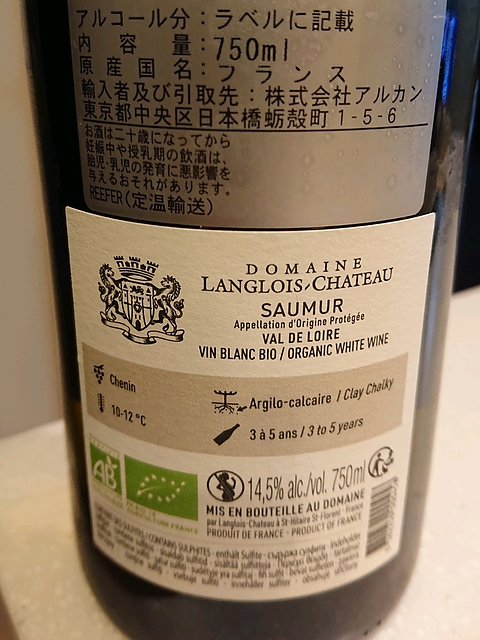 アルコール分：ラベルに記載
内容量：750ml
原産国名：フランス
輸入者及び引取先：株式会社アルカン
東京都中央区日本橋蛎殻町1-5-6
お酒は二十歳になってから
妊娠中や授乳期の飲酒は、
胎児・乳児の発育に悪影響を
与えるおそれがあります。
REEFER(定温輸送)
DOMAINE
LANGLOIS-CHATEAU
SAUMUR
Appellation d'Origine Protégée
VAL DE LOIRE
VIN BLANC BIO / ORGANIC WHITE WINE
Chenin
Argilo-calcaire / Clay Chalky
10-12 °C
3 à 5 ans / 3 to 5 years
AB
AGRICULTURE FRANCE
14,5% alc./vol. 750ml
MIS EN BOUTEILLE AU DOMAINE
par Langlois-Chateau à St-Hilaire St-Florent - France
PRODUIT DE FRANCE - PRODUCT OF FRANCE
CONTIENT DES SULFITES / CONTAINS SULPHITES - enthält Sulfite